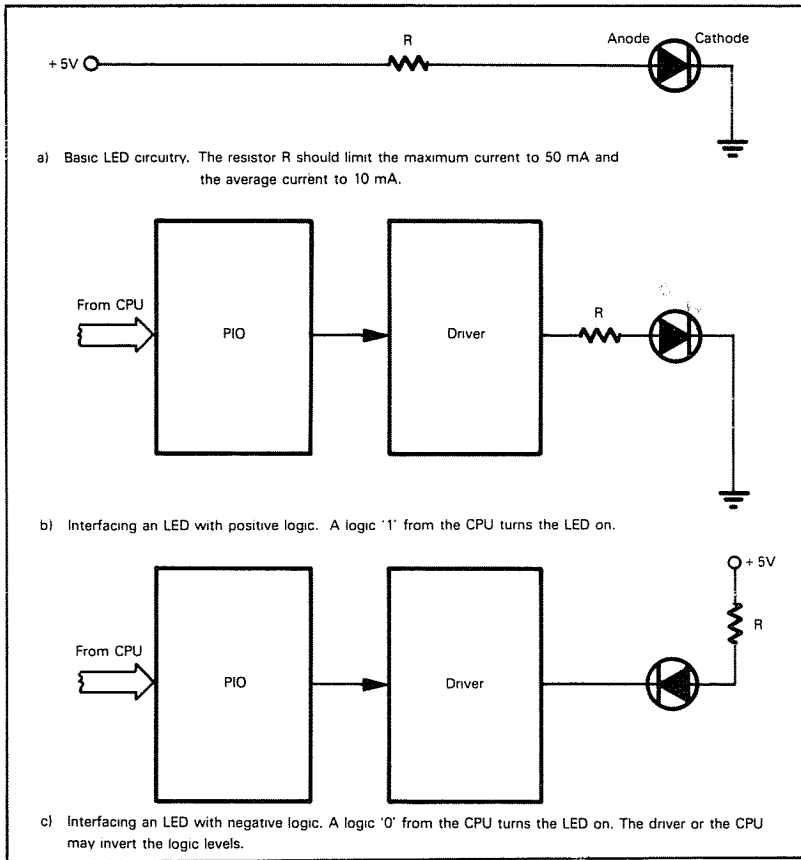 R
Anode Cathode
+ 5V
a) Basic LED circuitry. The resistor R should limit the maximum current to 50 mA and
the average current to 10 mA.
From CPU
PIO
Driver
R
b) Interfacing an LED with positive logic. A logic '1' from the CPU turns the LED on.
+ 5V
R
From CPU
PIO
Driver
c) Interfacing an LED with negative logic. A logic '0' from the CPU turns the LED on. The driver or the CPU
may invert the logic levels.